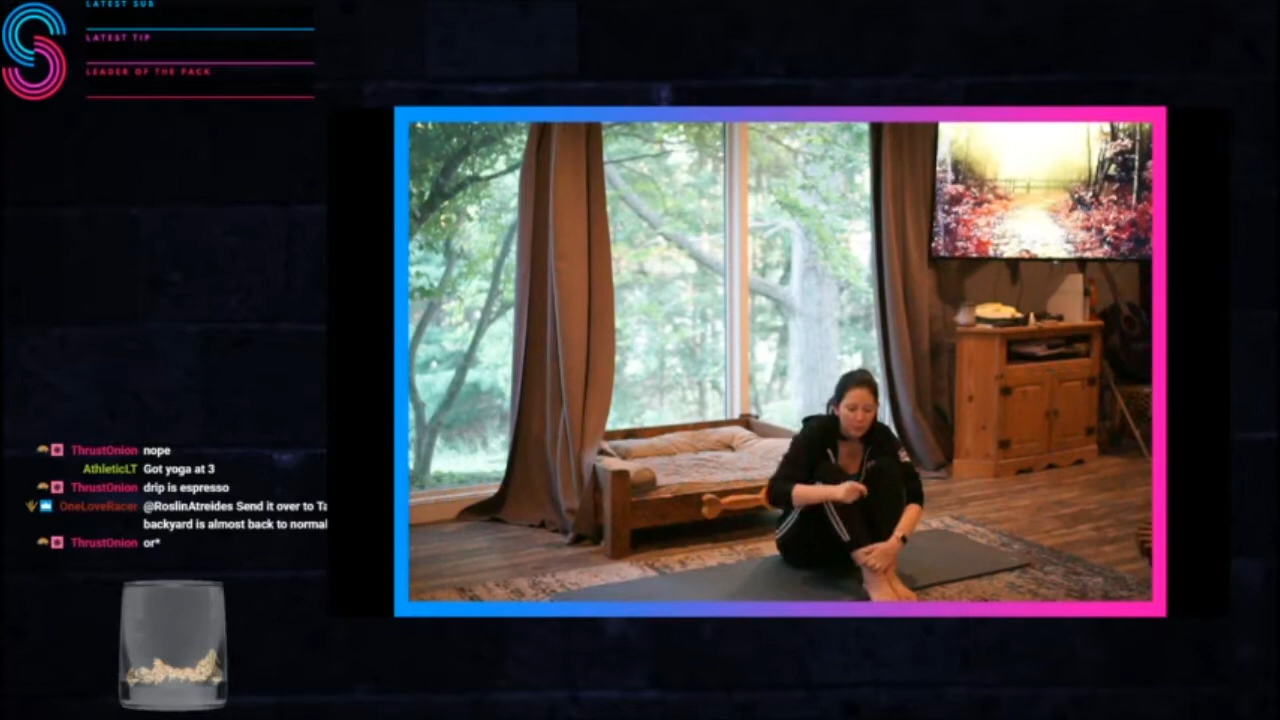 LATEST SUB
LATEST TIP
LEADER OF THE PACK
ThrustOnion nope
AthleticLT Got yoga at 3
ThrustOnion drip is espresso
OneLoveRacer @RoslinAtreides Send it over to Ta
backyard is almost back to normal
ThrustOnion or*